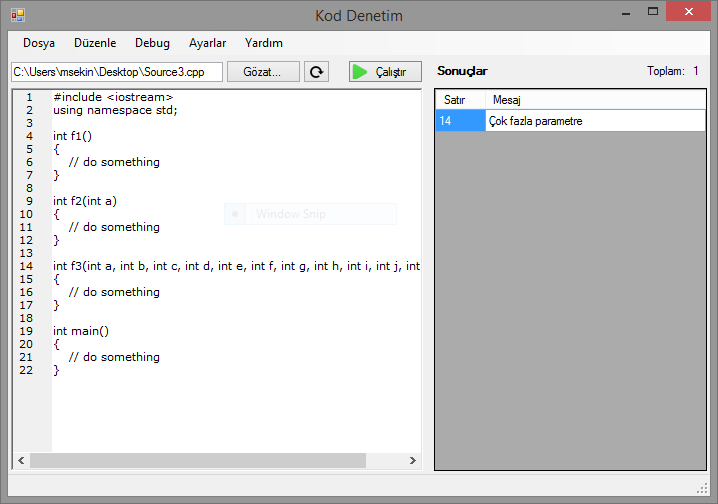 Kod Denetim
Dosya Düzenle Debug Ayarlar Yardım
C:\Users\msekin\Desktop\Source3.cpp Gözat... Çalıştır
1 #include <iostream>
2 using namespace std;
3
4 int f1()
5 {
6 // do something
7 }
8
9 int f2(int a)
10 {
11 // do something
12 }
13
14 int f3(int a, int b, int c, int d, int e, int f, int g, int h, int i, int j, int
15 {
16 // do something
17 }
18
19 int main()
20 {
21 // do something
22 }
Window Snip
Sonuçlar Toplam: 1
Satır Mesaj
14 Çok fazla parametre